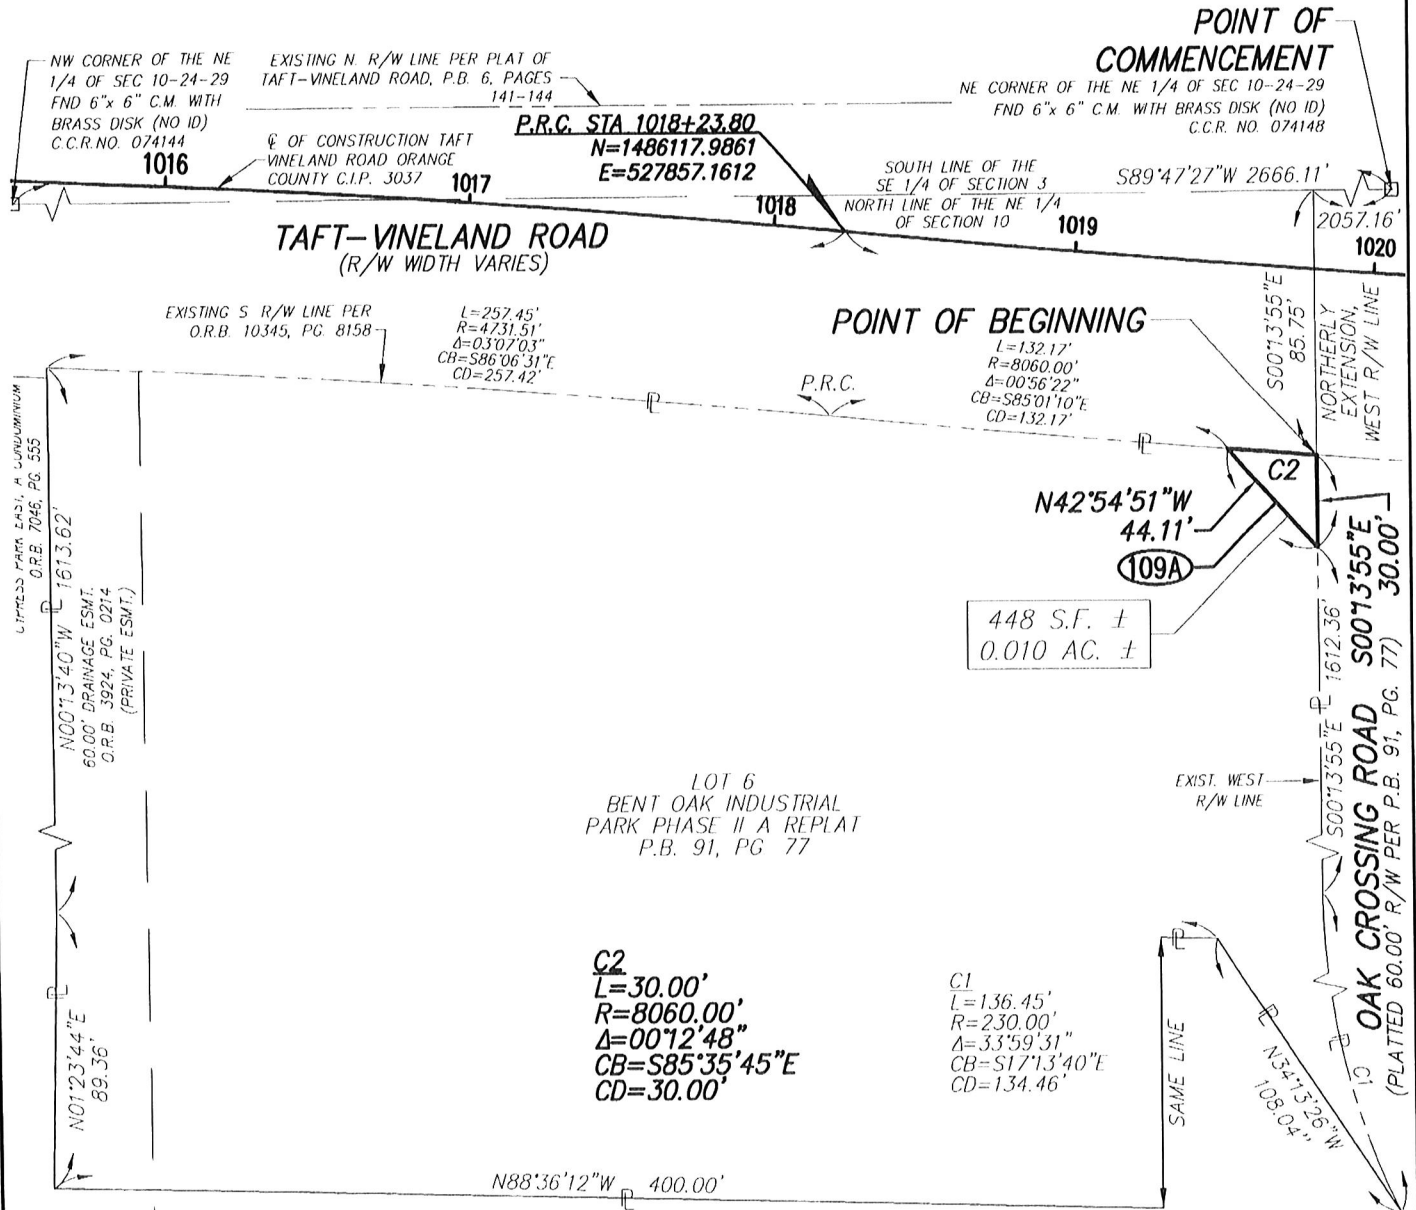 POINT OF
COMMENCEMENT
NE CORNER OF THE NE 1/4 OF SEC 10-24-29
FND 6"x 6" C.M. WITH BRASS DISK (NO ID)
C.C.R. NO. 074148
NW CORNER OF THE NE
1/4 OF SEC 10-24-29
FND 6"x 6" C.M. WITH
BRASS DISK (NO ID)
C.C.R.NO. 074144
EXISTING N. R/W LINE PER PLAT OF
TAFT-VINELAND ROAD, P.B. 6, PAGES
141-144
P.R.C. STA 1018+23.80
N=1486117.9861
E=527857.1612
℄ OF CONSTRUCTION TAFT
VINELAND ROAD ORANGE
COUNTY C.I.P. 3037
SOUTH LINE OF THE
SE 1/4 OF SECTION 3
NORTH LINE OF THE NE 1/4
OF SECTION 10
S89°47'27"W 2666.11'
2057.16'
1016
1017
1018
1019
1020
TAFT-VINELAND ROAD
(R/W WIDTH VARIES)
EXISTING S R/W LINE PER
O.R.B. 10345, PG. 8158
L=257.45'
R=4731.51'
Δ=03°07'03"
CB=S86°06'31"E
CD=257.42'
POINT OF BEGINNING
L=132.17'
R=8060.00'
Δ=00°56'22"
CB=S85°01'10"E
CD=132.17'
P.R.C.
S00°13'55"E
85.75'
NORTHERLY
EXTENSION,
WEST R/W LINE
C2
N42°54'51"W
44.11'
109A
448 S.F. ±
0.010 AC. ±
CYPRESS PARK EAST, A CONDOMINIUM
O.R.B. 7046, PG. 555
N00°13'40"W 1613.62'
60.00' DRAINAGE ESMT.
O.R.B. 3924, PG. 0214
(PRIVATE ESMT.)
S00°13'55"E
30.00'
S00°13'55"E 1612.36'
EXIST. WEST
R/W LINE
OAK CROSSING ROAD
(PLATTED 60.00' R/W PER P.B. 91, PG. 77)
LOT 6
BENT OAK INDUSTRIAL
PARK PHASE II A REPLAT
P.B. 91, PG 77
C2
L=30.00'
R=8060.00'
Δ=00°12'48"
CB=S85°35'45"E
CD=30.00'
C1
L=136.45'
R=230.00'
Δ=33°59'31"
CB=S17°13'40"E
CD=134.46'
N01°23'44"E
89.36'
SAME LINE
N34°13'26"W
108.04"
C1
N88°36'12"W 400.00'